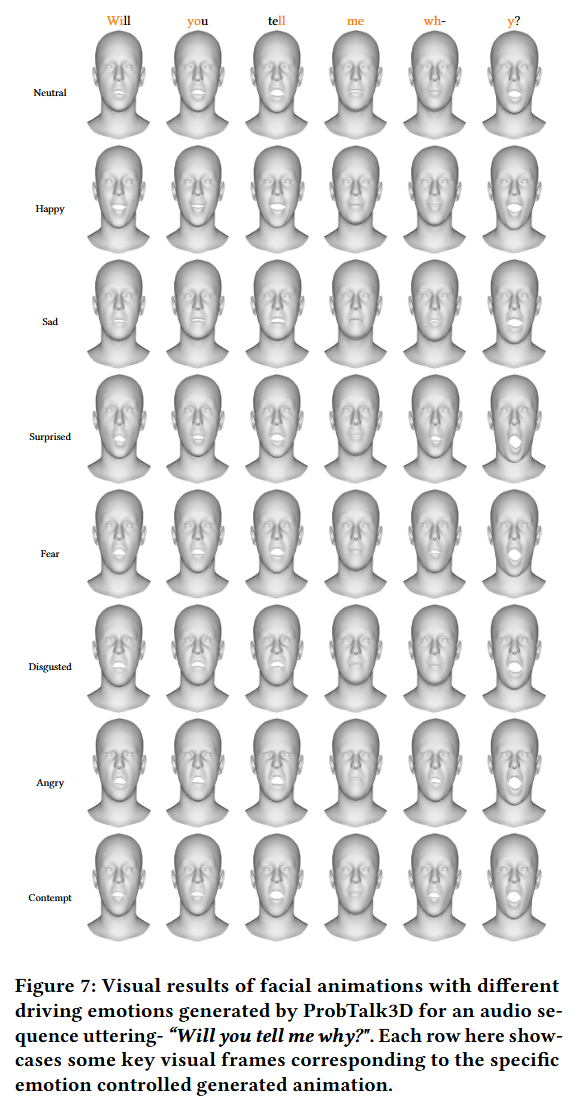 Will you tell me wh- y?
Neutral
Happy
Sad
Surprised
Fear
Disgusted
Angry
Contempt
Figure 7: Visual results of facial animations with different
driving emotions generated by ProbTalk3D for an audio se-
quence uttering- “Will you tell me why?”. Each row here show-
cases some key visual frames corresponding to the specific
emotion controlled generated animation.